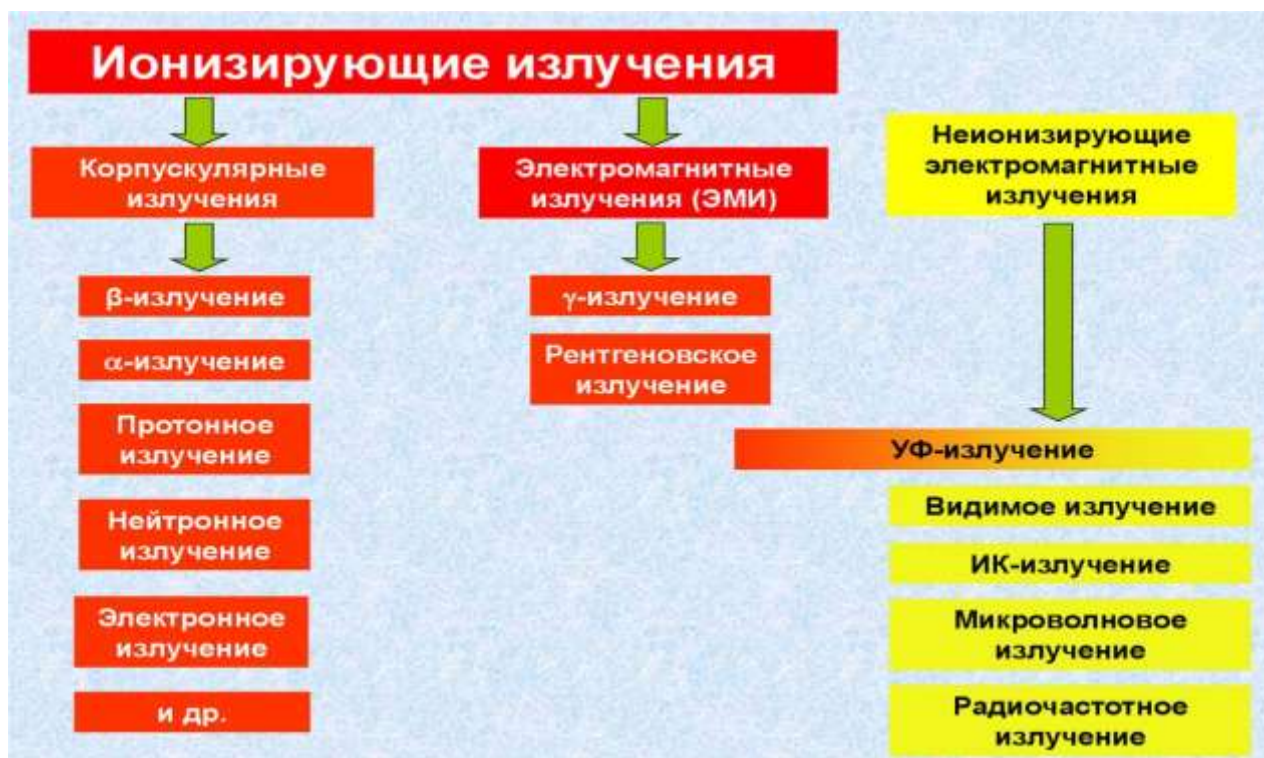 Ионизирующие излучения
Корпускулярные
излучения
β-излучение
α-излучение
Протонное
излучение
Нейтронное
излучение
Электронное
излучение
и др.
Электромагнитные
излучения (ЭМИ)
γ-излучение
Рентгеновское
излучение
Неионизирующие
электромагнитные
излучения
УФ-излучение
Видимое излучение
ИК-излучение
Микроволновое
излучение
Радиочастотное
излучение